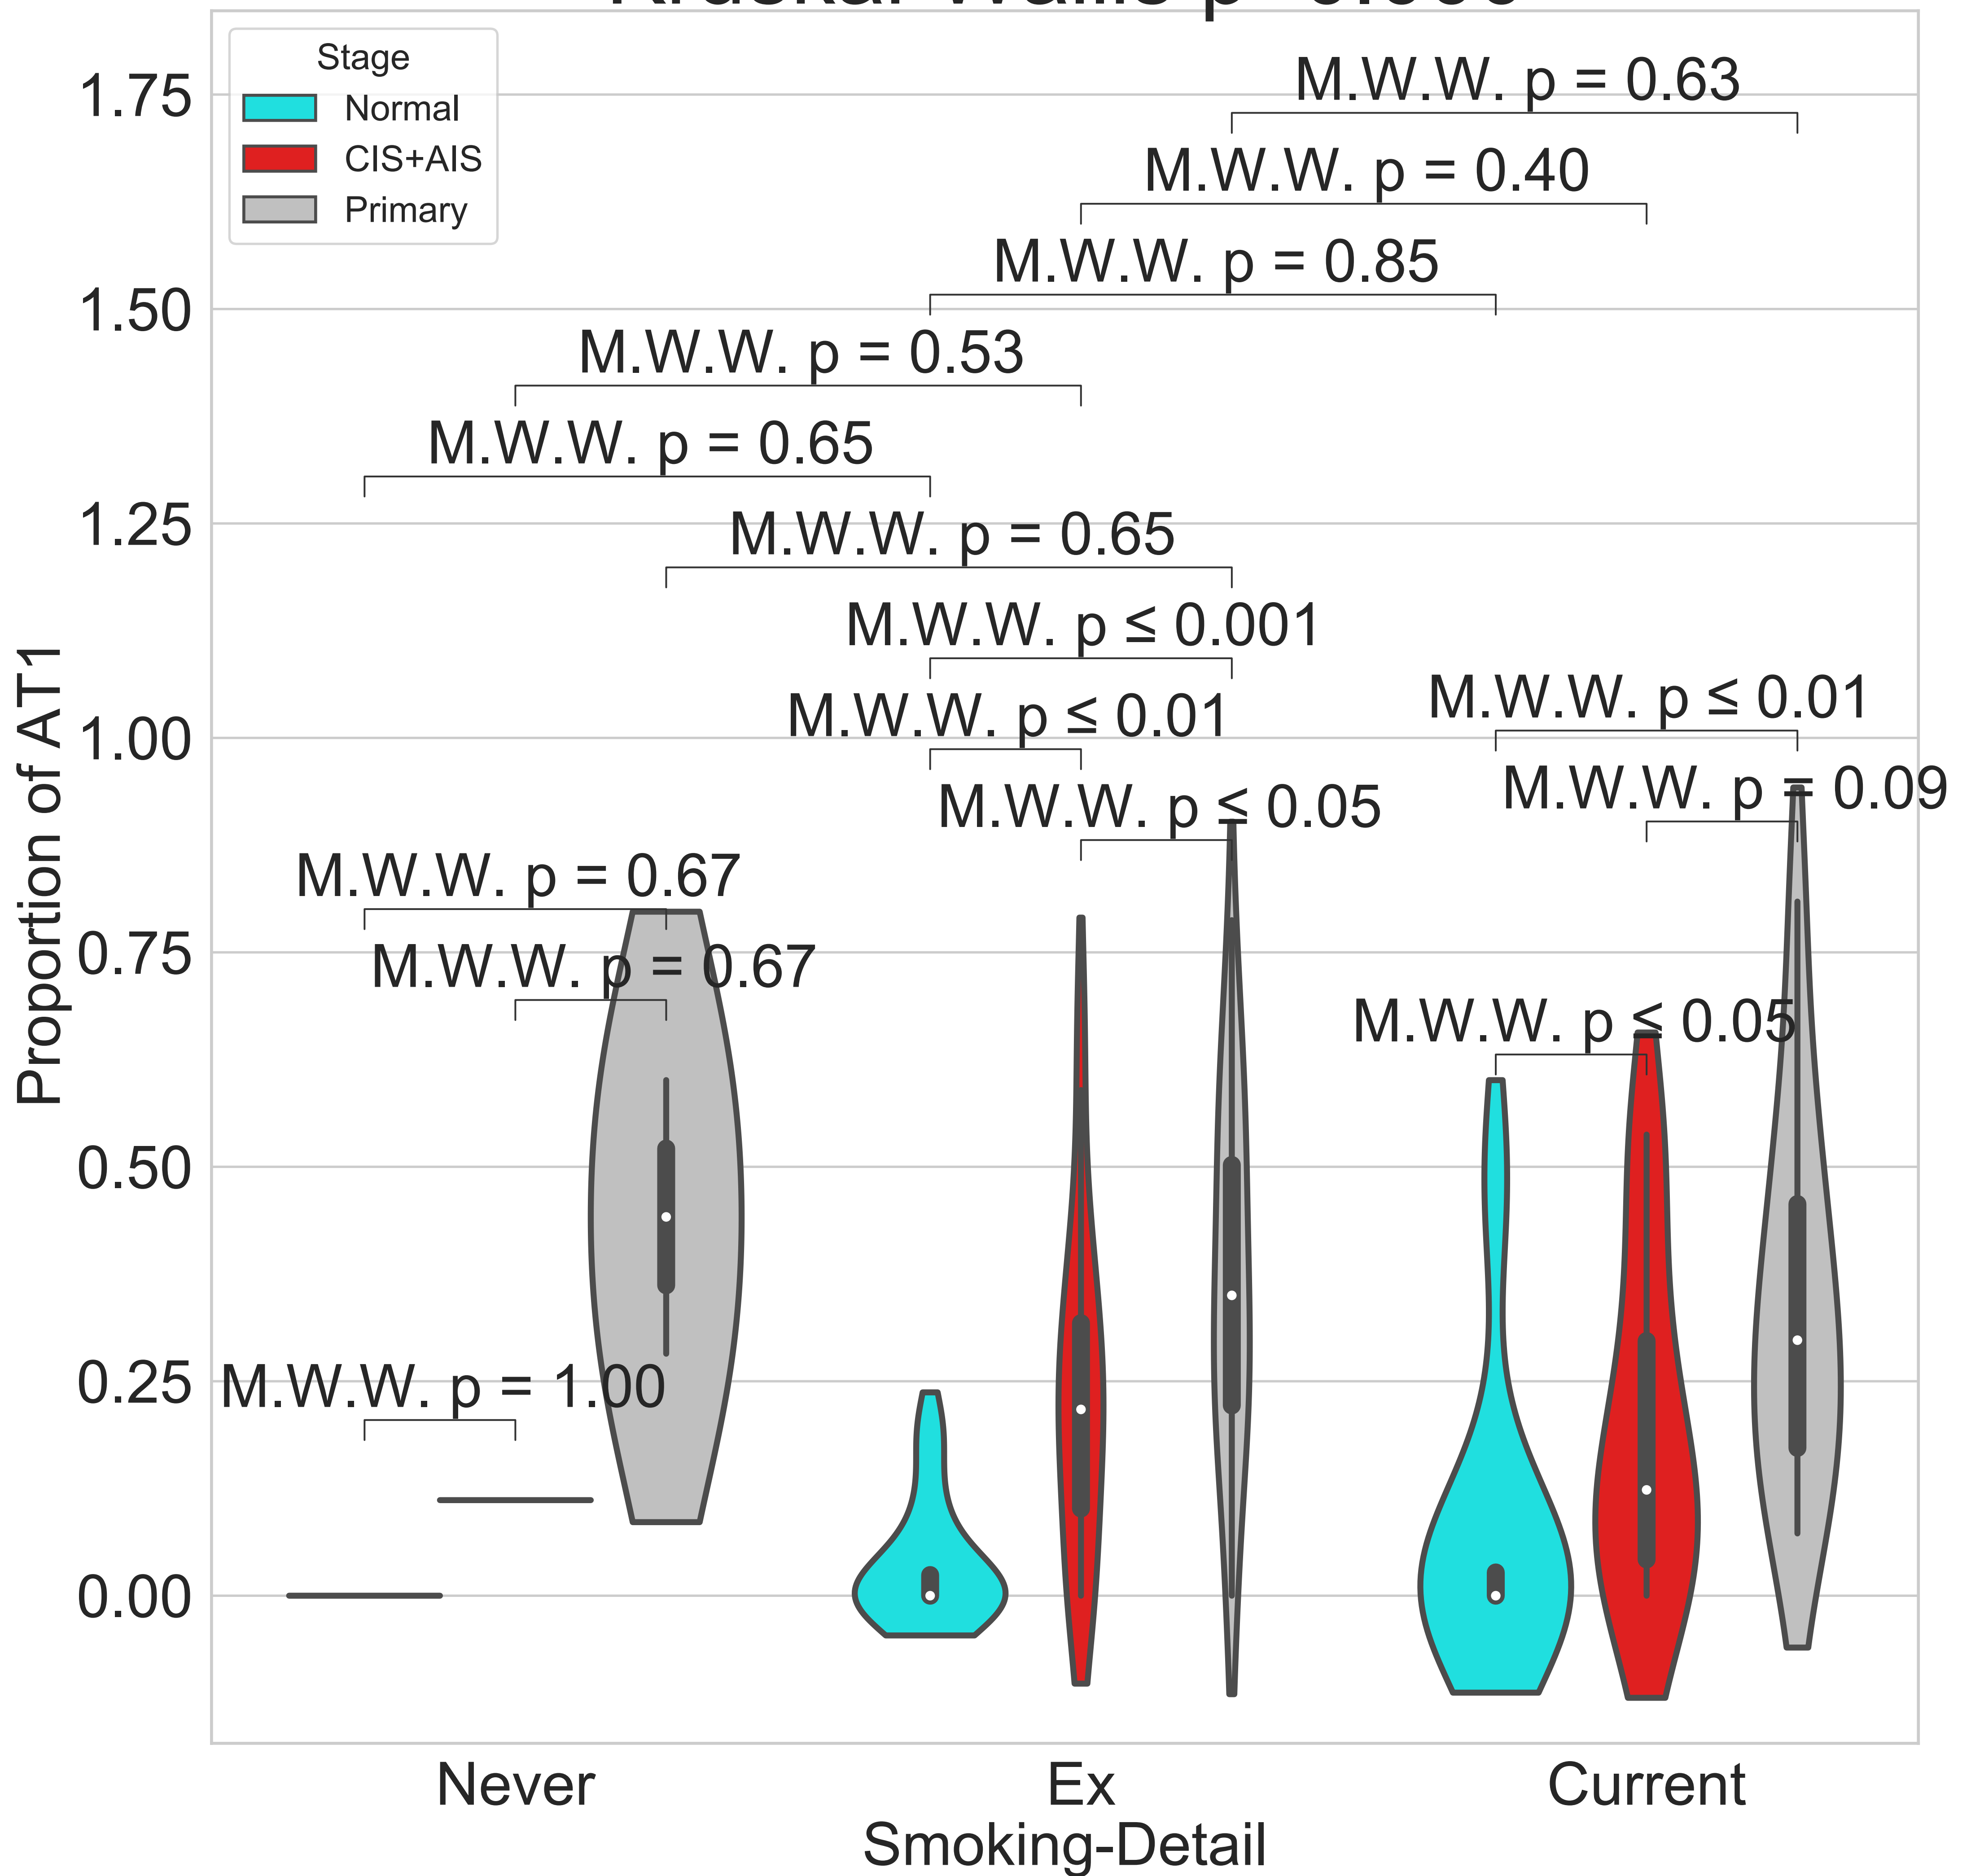 Stage
Normal
CIS+AIS
Primary
1.75
1.50
1.25
1.00
0.75
0.50
0.25
0.00
Proportion of AT1
M.W.W. p = 0.63
M.W.W. p = 0.40
M.W.W. p = 0.85
M.W.W. p = 0.53
M.W.W. p = 0.65
M.W.W. p = 0.65
M.W.W. p ≤ 0.001
M.W.W. p ≤ 0.01
M.W.W. p ≤ 0.01
M.W.W. p ≤ 0.05
M.W.W. p = 0.09
M.W.W. p = 0.67
M.W.W. p = 0.67
M.W.W. p ≤ 0.05
M.W.W. p = 1.00
Never
Ex
Current
Smoking-Detail